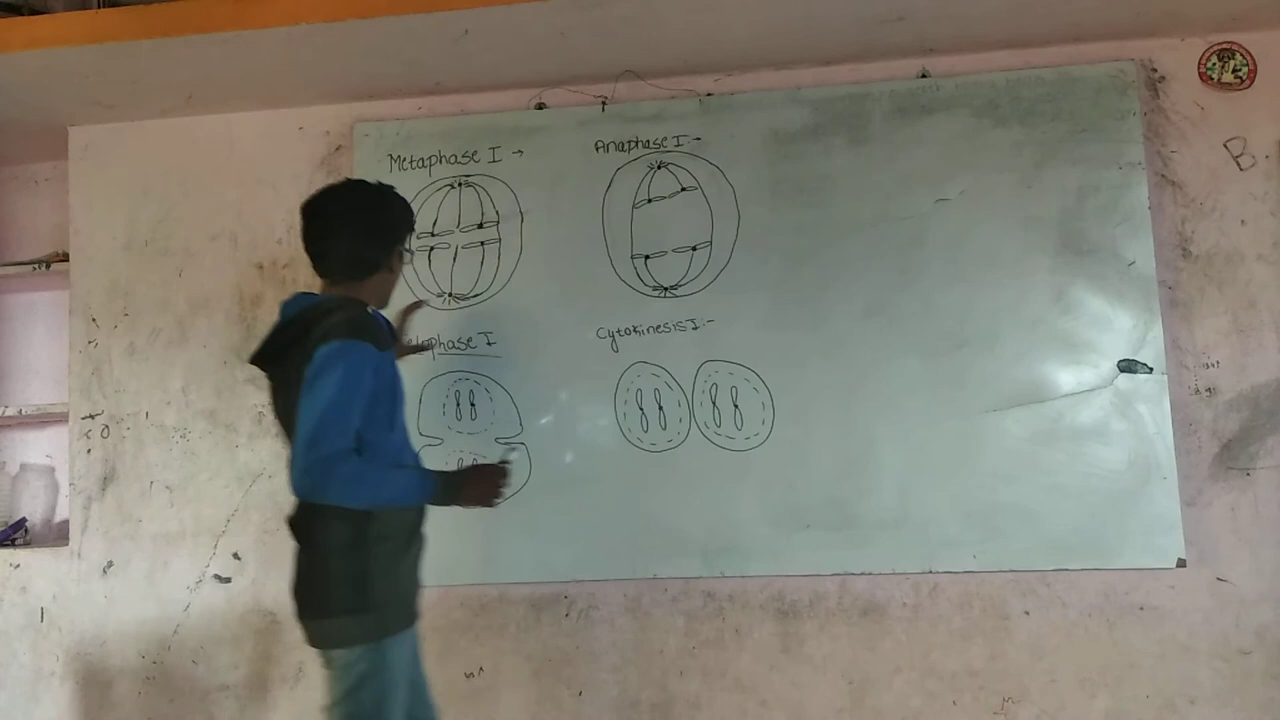 Metaphase I →
Anaphase I :-
Telophase I
Cytokinesis I :-
B.